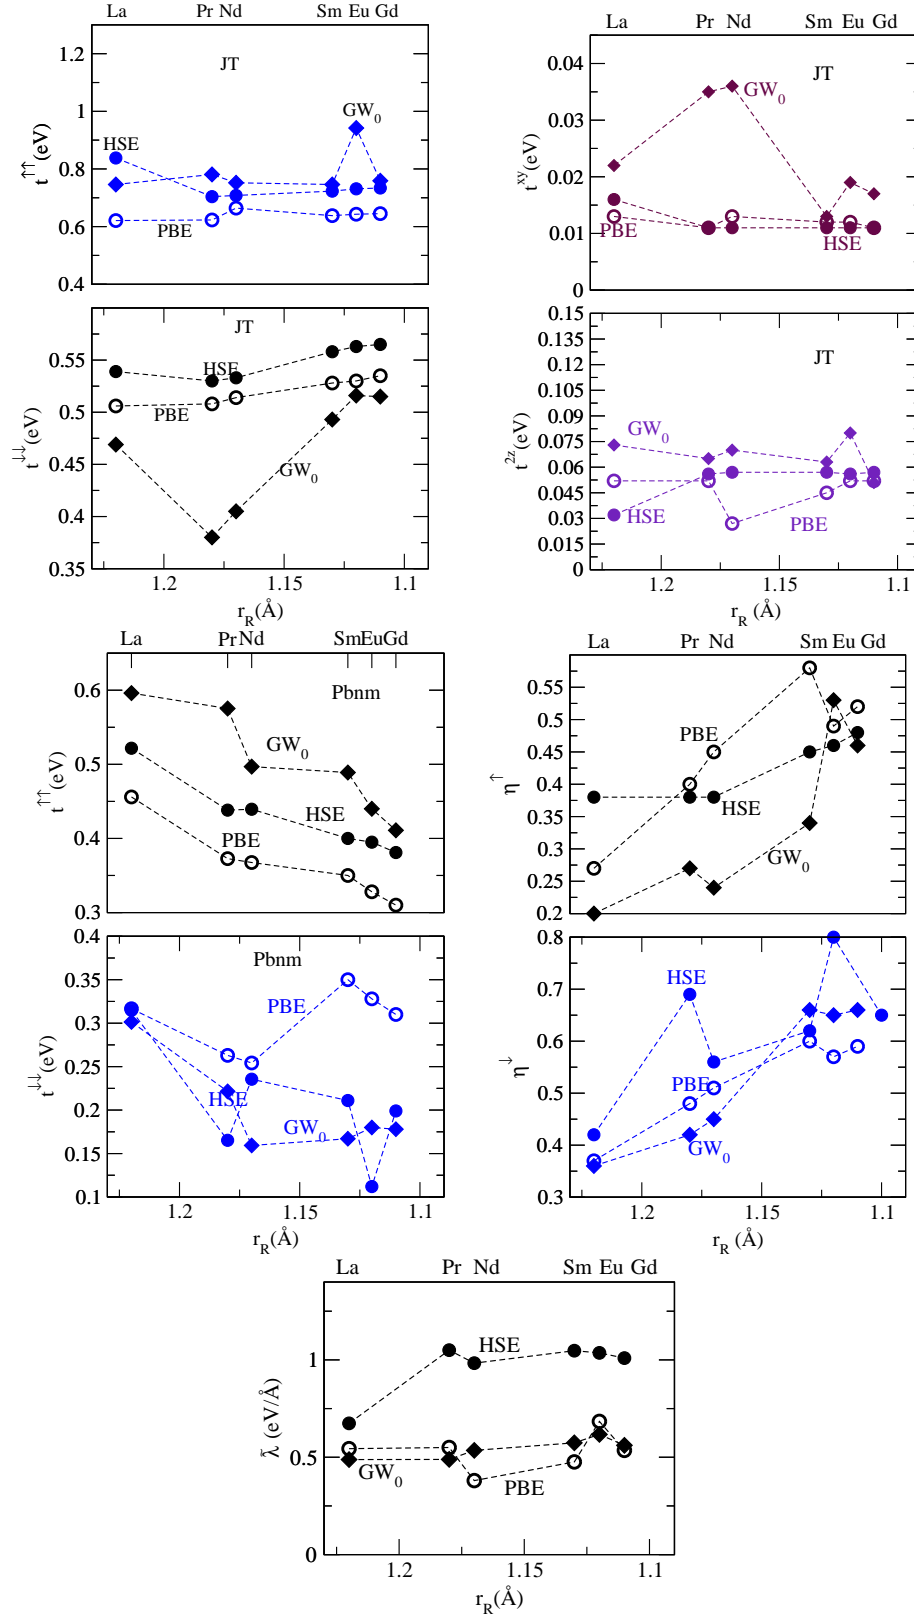 La Pr Nd Sm Eu Gd
1.2
1
0.8
0.6
0.4
t↑↑(eV)
JT
GW0
HSE
PBE
0.55
0.5
0.45
0.4
0.35
t↓↓(eV)
JT
HSE
PBE
GW0
1.2 1.15 1.1
rR(Å)
La Pr Nd Sm Eu Gd
0.04
0.03
0.02
0.01
0
txy(eV)
JT
GW0
PBE
HSE
0.15
0.135
0.12
0.105
0.09
0.075
0.06
0.045
0.03
0.015
0
t2z(eV)
JT
GW0
HSE
PBE
1.2 1.15 1.1
rR(Å)
La Pr Nd Sm Eu Gd
0.6
0.5
0.4
0.3
t↑↑(eV)
Pbnm
GW0
HSE
PBE
0.4
0.35
0.3
0.25
0.2
0.15
0.1
t↓↓(eV)
Pbnm
PBE
HSE
GW0
1.2 1.15 1.1
rR(Å)
La Pr Nd Sm Eu Gd
0.55
0.5
0.45
0.4
0.35
0.3
0.25
0.2
η↑
PBE
HSE
GW0
0.8
0.7
0.6
0.5
0.4
0.3
η↓
HSE
PBE
GW0
1.2 1.15 1.1
rR(Å)
La Pr Nd Sm Eu Gd
1
0.5
0
λ̃ (eV/Å)
HSE
GW0
PBE
1.2 1.15 1.1
rR(Å)